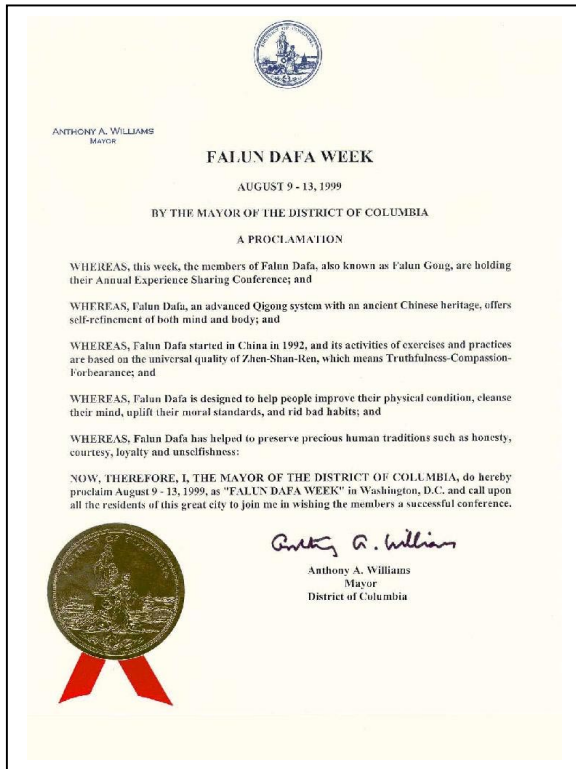 ANTHONY A. WILLIAMS
MAYOR
FALUN DAFA WEEK
AUGUST 9 - 13, 1999
BY THE MAYOR OF THE DISTRICT OF COLUMBIA
A PROCLAMATION
WHEREAS, this week, the members of Falun Dafa, also known as Falun Gong, are holding
their Annual Experience Sharing Conference; and
WHEREAS, Falun Dafa, an advanced Qigong system with an ancient Chinese heritage, offers
self-refinement of both mind and body; and
WHEREAS, Falun Dafa started in China in 1992, and its activities of exercises and practices
are based on the universal quality of Zhen-Shan-Ren, which means Truthfulness-Compassion-
Forbearance; and
WHEREAS, Falun Dafa is designed to help people improve their physical condition, cleanse
their mind, uplift their moral standards, and rid bad habits; and
WHEREAS, Falun Dafa has helped to preserve precious human traditions such as honesty,
courtesy, loyalty and unselfishness:
NOW, THEREFORE, I, THE MAYOR OF THE DISTRICT OF COLUMBIA, do hereby
proclaim August 9 - 13, 1999, as "FALUN DAFA WEEK" in Washington, D.C. and call upon
all the residents of this great city to join me in wishing the members a successful conference.
Anthony A. Williams
Anthony A. Williams
Mayor
District of Columbia